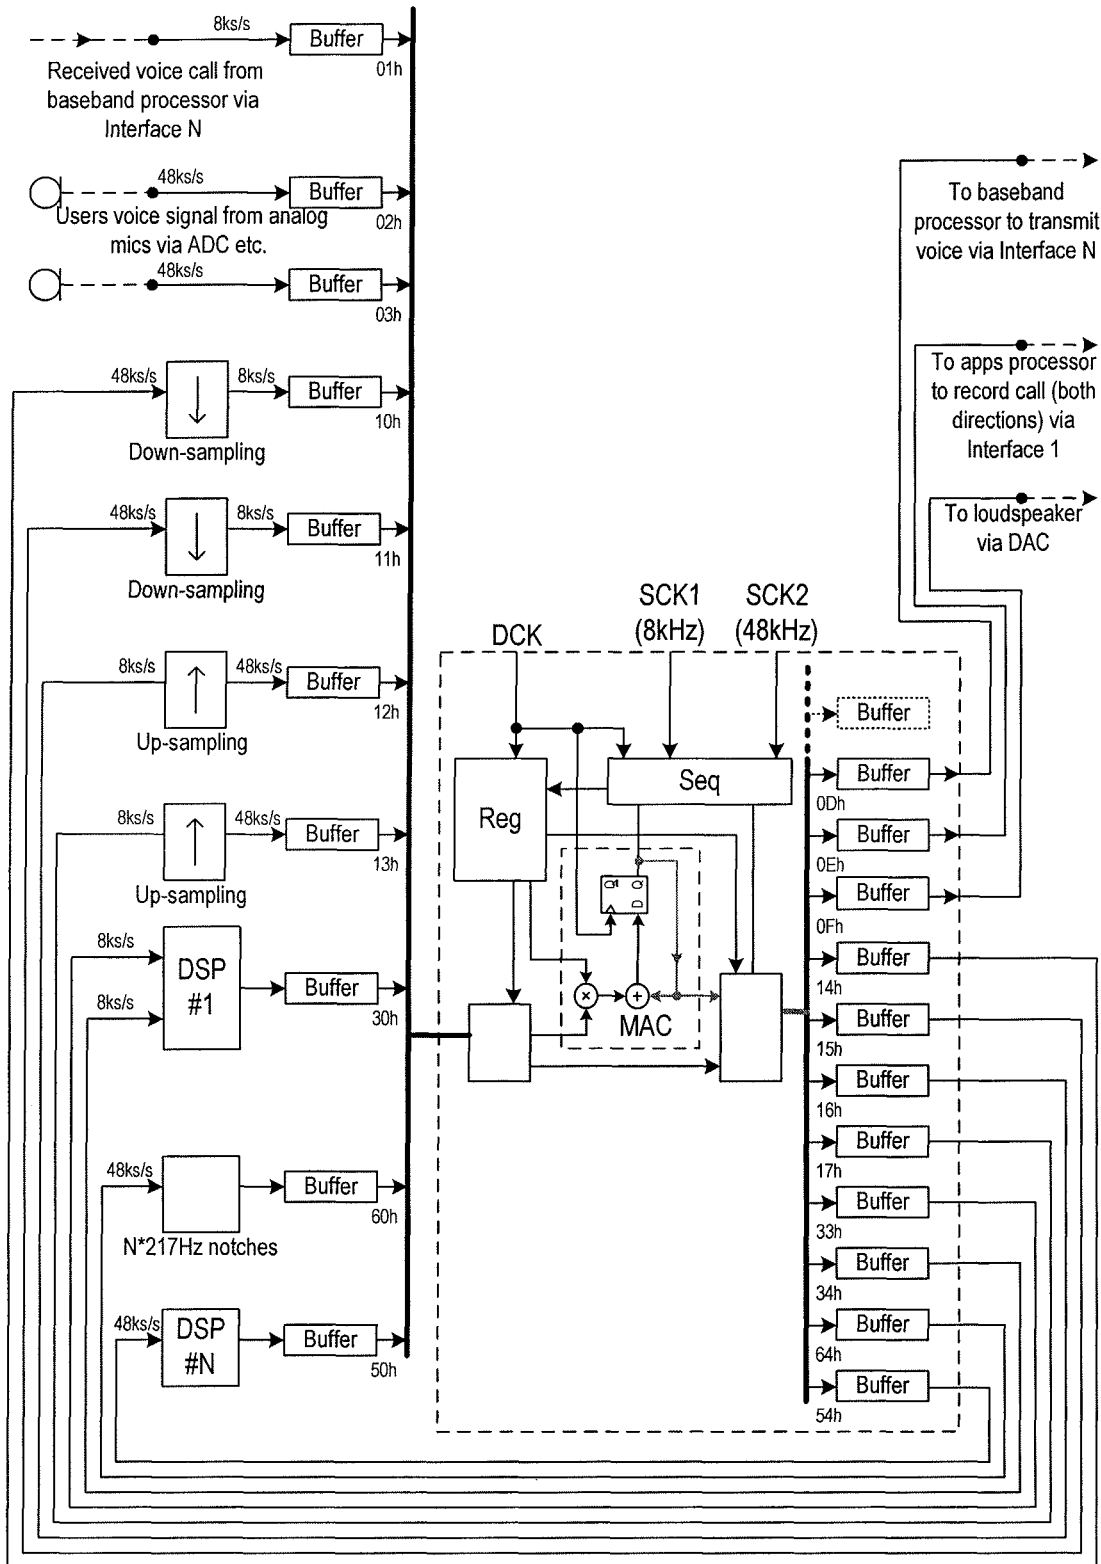 8ks/s
Buffer
01h
Received voice call from
baseband processor via
Interface N
48ks/s
Buffer
02h
Users voice signal from analog
mics via ADC etc.
48ks/s
Buffer
03h
48ks/s
8ks/s
Buffer
10h
Down-sampling
48ks/s
8ks/s
Buffer
11h
Down-sampling
8ks/s
48ks/s
Buffer
12h
Up-sampling
8ks/s
48ks/s
Buffer
13h
Up-sampling
8ks/s
8ks/s
DSP
#1
Buffer
30h
48ks/s
Buffer
60h
N*217Hz notches
48ks/s
DSP
#N
Buffer
50h
DCK
SCK1
(8kHz)
SCK2
(48kHz)
Reg
Seq
Q
Q
D
×
+
MAC
To baseband
processor to transmit
voice via Interface N
To apps processor
to record call (both
directions) via
Interface 1
To loudspeaker
via DAC
Buffer
Buffer
0Dh
Buffer
0Eh
Buffer
0Fh
Buffer
14h
Buffer
15h
Buffer
16h
Buffer
17h
Buffer
33h
Buffer
34h
Buffer
64h
Buffer
54h